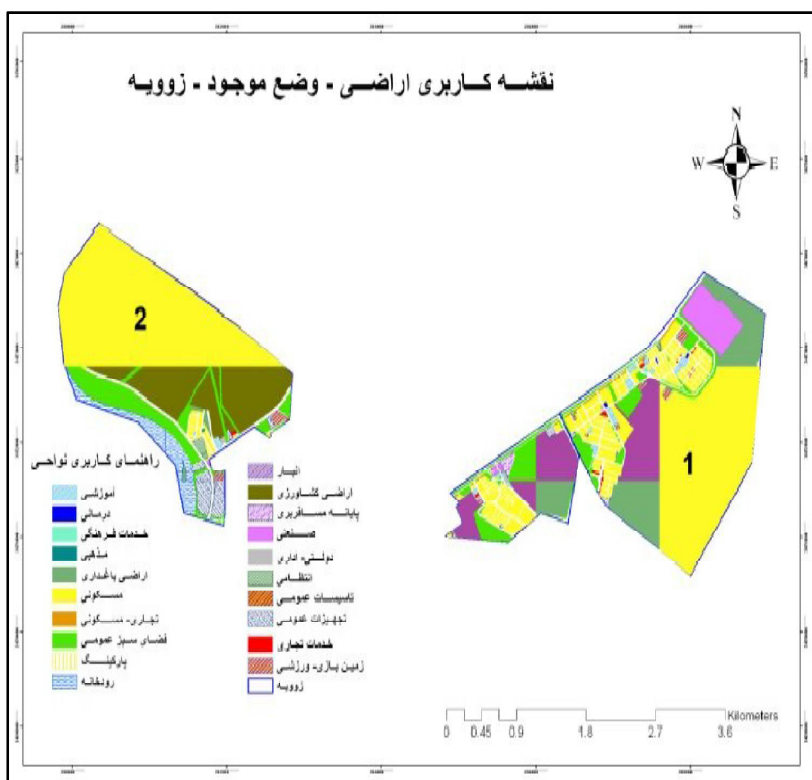 نقشه کاربری اراضی - وضع موجود - زوویه
N
W
E
S
2
1
راهنمای کاربری نواحی
آموزشی
درمانی
خدمات فرهنگی
مذهبی
اراضی باغداری
مسکونی
تجاری- مسکونی
فضای سبز عمومی
پارکینگ
رودخانه
انبار
اراضی کشاورزی
پایانه مسافربری
صنعتی
دولتی- اداری
انتظامی
تاسیسات عمومی
تجهیزات عمومی
خدمات تجاری
زمین بازی- ورزشی
زوویه
Kilometers
0 0.45 0.9 1.8 2.7 3.6